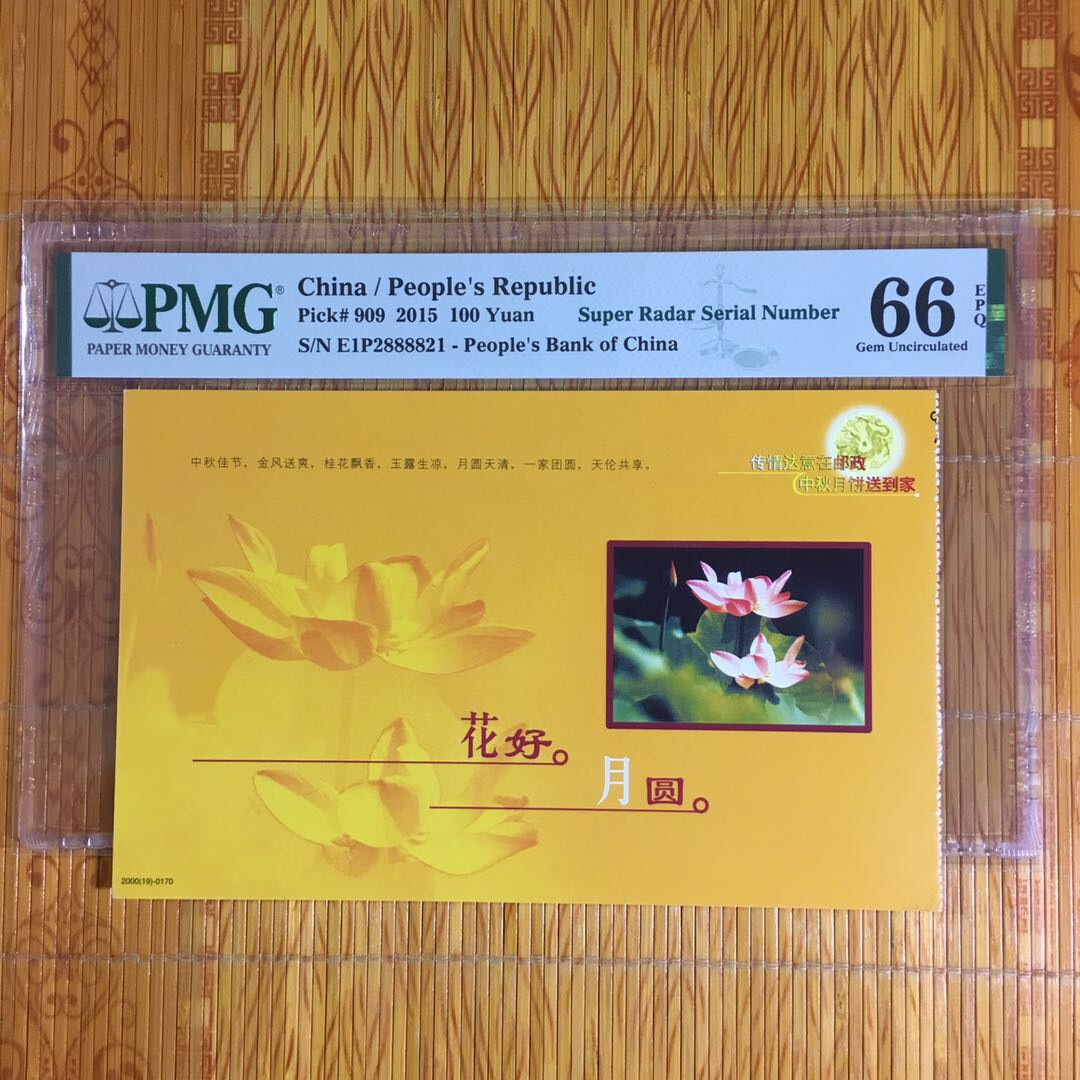 PMG®
PAPER MONEY GUARANTY
China / People's Republic
Pick# 909 2015 100 Yuan Super Radar Serial Number
S/N E1P2888821 - People's Bank of China
66
EPQ
Gem Uncirculated
中秋佳节，金风送爽，桂花飘香，玉露生凉，月圆天清，一家团圆，天伦共享。
传情达意在邮政
中秋月饼送到家
花好。
月圆。
2000(19)-0170